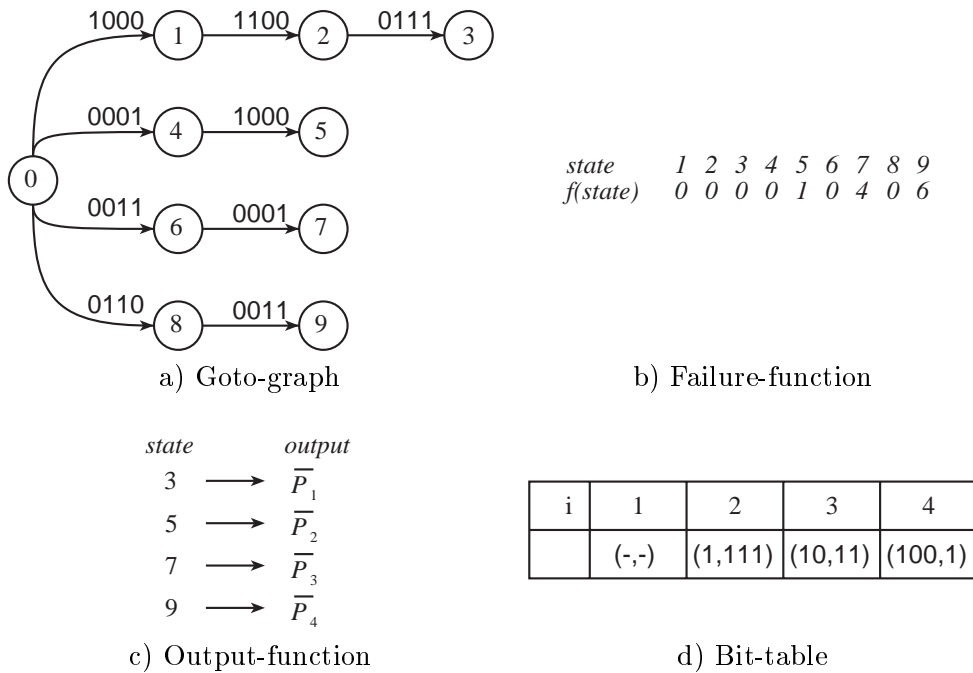 1000 1 1100 2 0111 3
0001 4 1000 5
0
0011 6 0001 7
0110 8 0011 9
a) Goto-graph
state 1 2 3 4 5 6 7 8 9
f(state) 0 0 0 0 1 0 4 0 6
b) Failure-function
state output
3 P̅₁
5 P̅₂
7 P̅₃
9 P̅₄
c) Output-function
i 1 2 3 4
(-,-) (1,111) (10,11) (100,1)
d) Bit-table